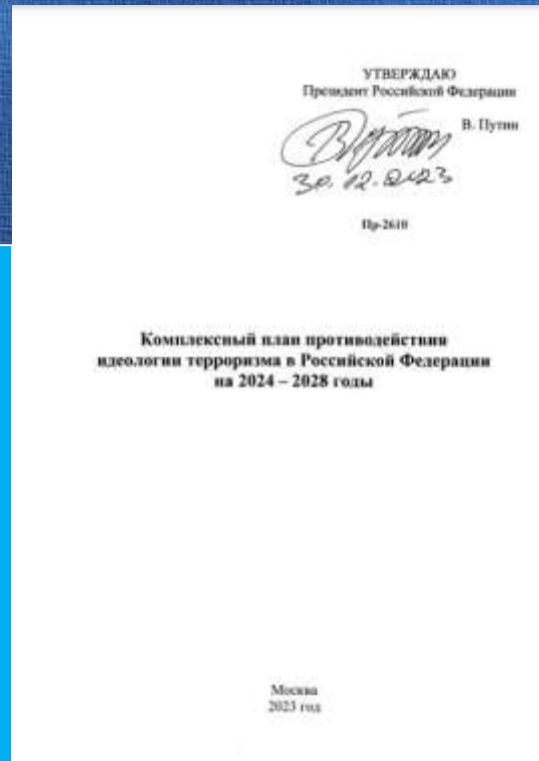 УТВЕРЖДАЮ
Президент Российской Федерации
В. Путин
30.12.2023
Пр-2610
Комплексный план противодействия
идеологии терроризма в Российской Федерации
на 2024 – 2028 годы
Москва
2023 год